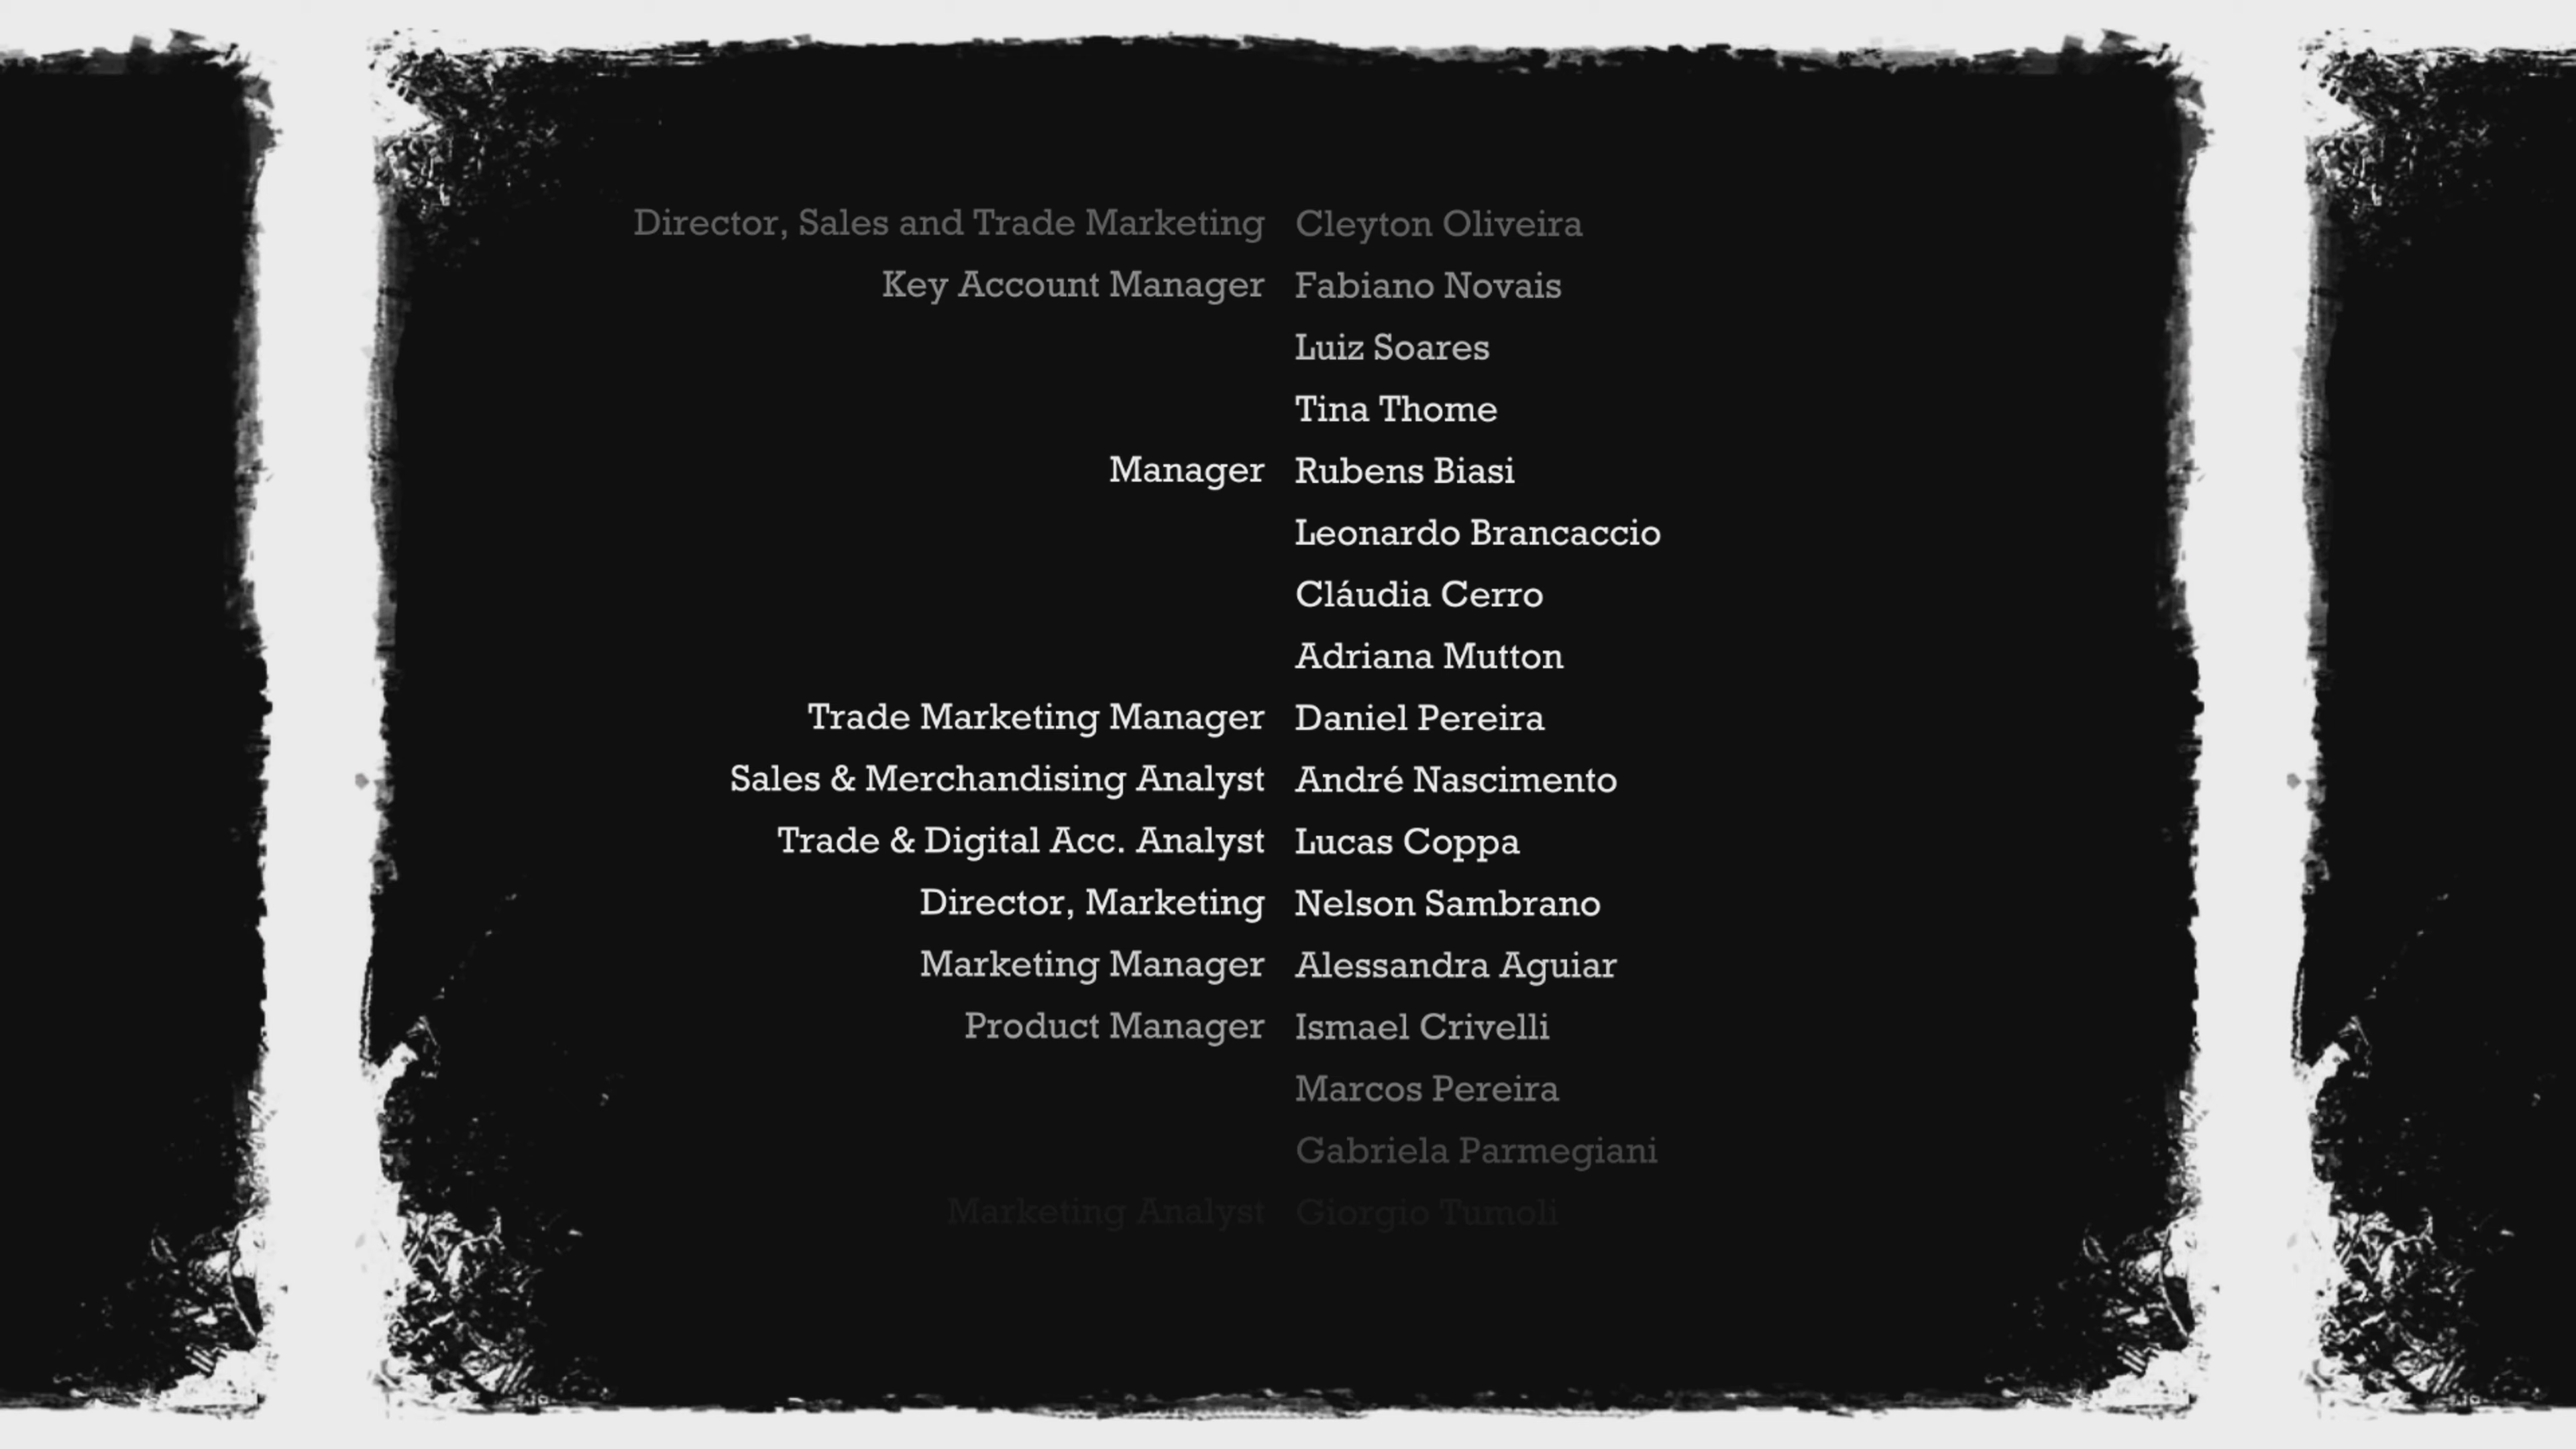 Director, Sales and Trade Marketing Cleyton Oliveira
Key Account Manager Fabiano Novais
Luiz Soares
Tina Thome
Manager Rubens Biasi
Leonardo Brancaccio
Cláudia Cerro
Adriana Mutton
Trade Marketing Manager Daniel Pereira
Sales & Merchandising Analyst André Nascimento
Trade & Digital Acc. Analyst Lucas Coppa
Director, Marketing Nelson Sambrano
Marketing Manager Alessandra Aguiar
Product Manager Ismael Crivelli
Marcos Pereira
Gabriela Parmegiani
Marketing Analyst Giorgio Tumoli